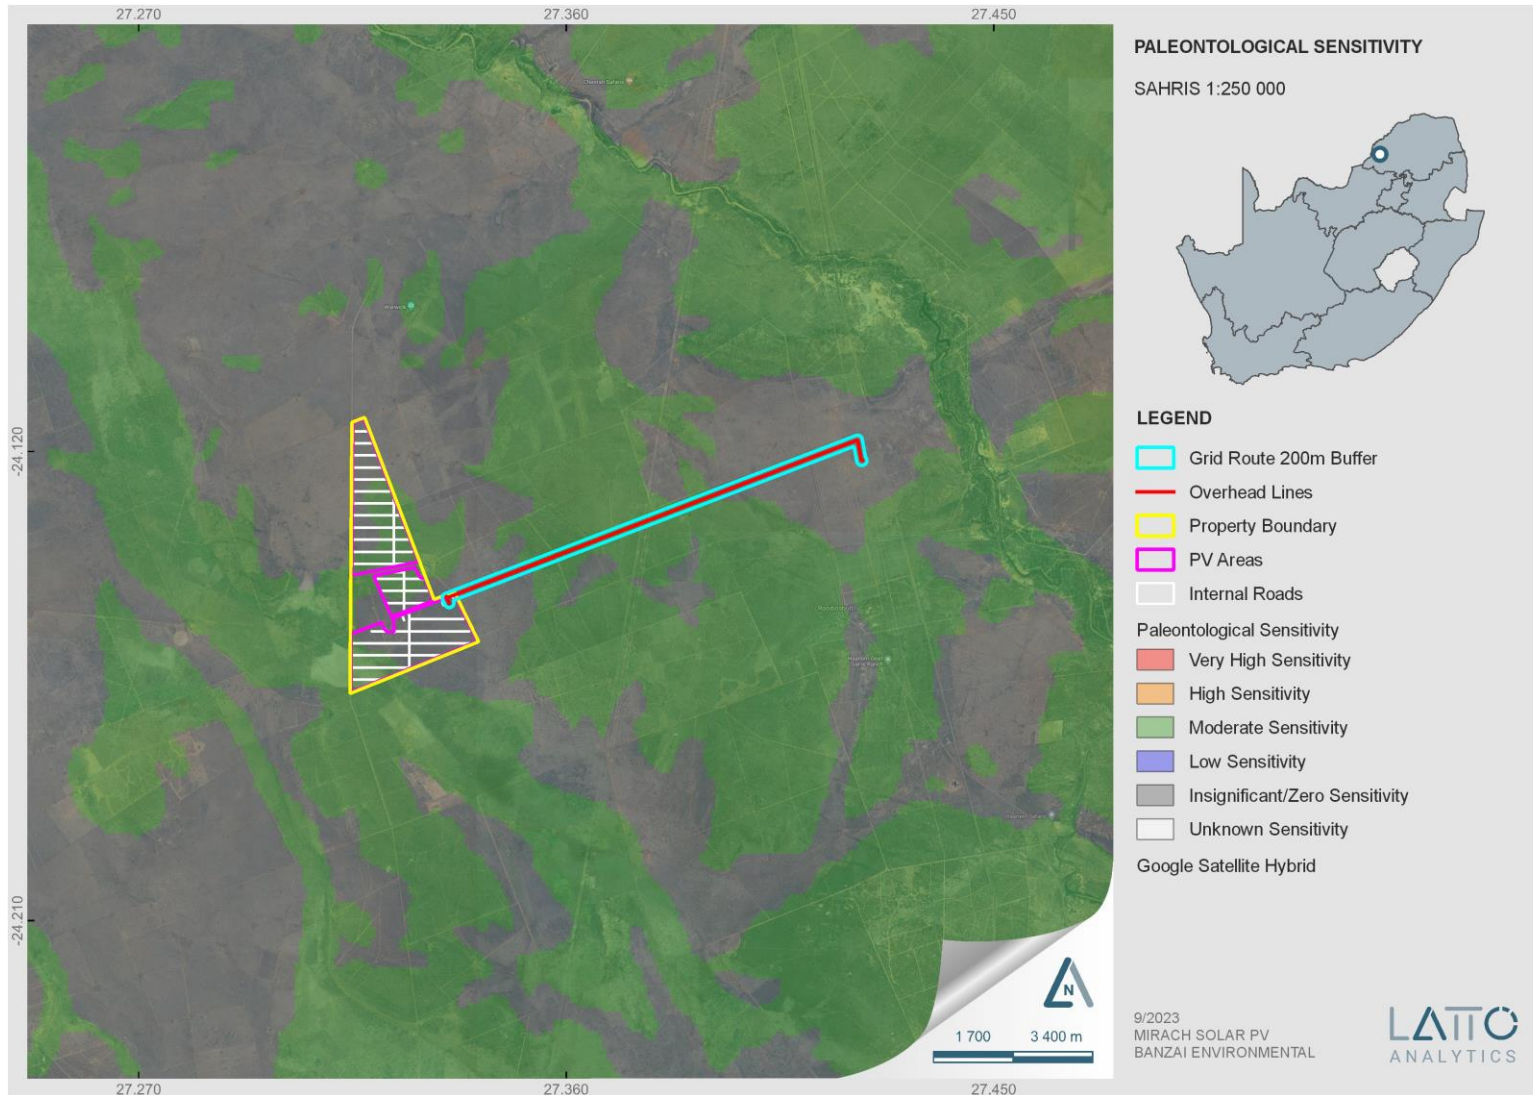 27.270
27.360
27.450
PALEONTOLOGICAL SENSITIVITY
SAHRIS 1:250 000
-24.120
-24.210
LEGEND
Grid Route 200m Buffer
Overhead Lines
Property Boundary
PV Areas
Internal Roads
Paleontological Sensitivity
Very High Sensitivity
High Sensitivity
Moderate Sensitivity
Low Sensitivity
Insignificant/Zero Sensitivity
Unknown Sensitivity
Google Satellite Hybrid
N
1 700
3 400 m
9/2023
MIRACH SOLAR PV
BANZAI ENVIRONMENTAL
LATTO
ANALYTICS
27.270
27.360
27.450